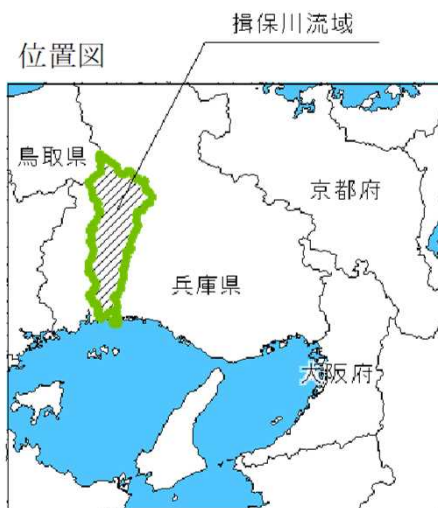 揖保川流域
位置図
鳥取県
京都府
兵庫県
大阪府